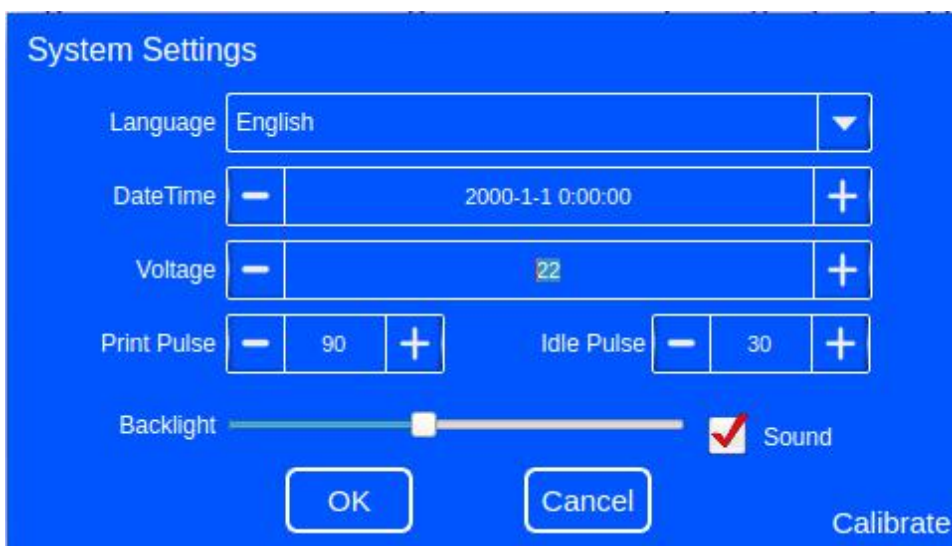 System Settings
Language English
DateTime 2000-1-1 0:00:00
Voltage 22
Print Pulse 90 Idle Pulse 30
Backlight Sound
OK Cancel
Calibrate